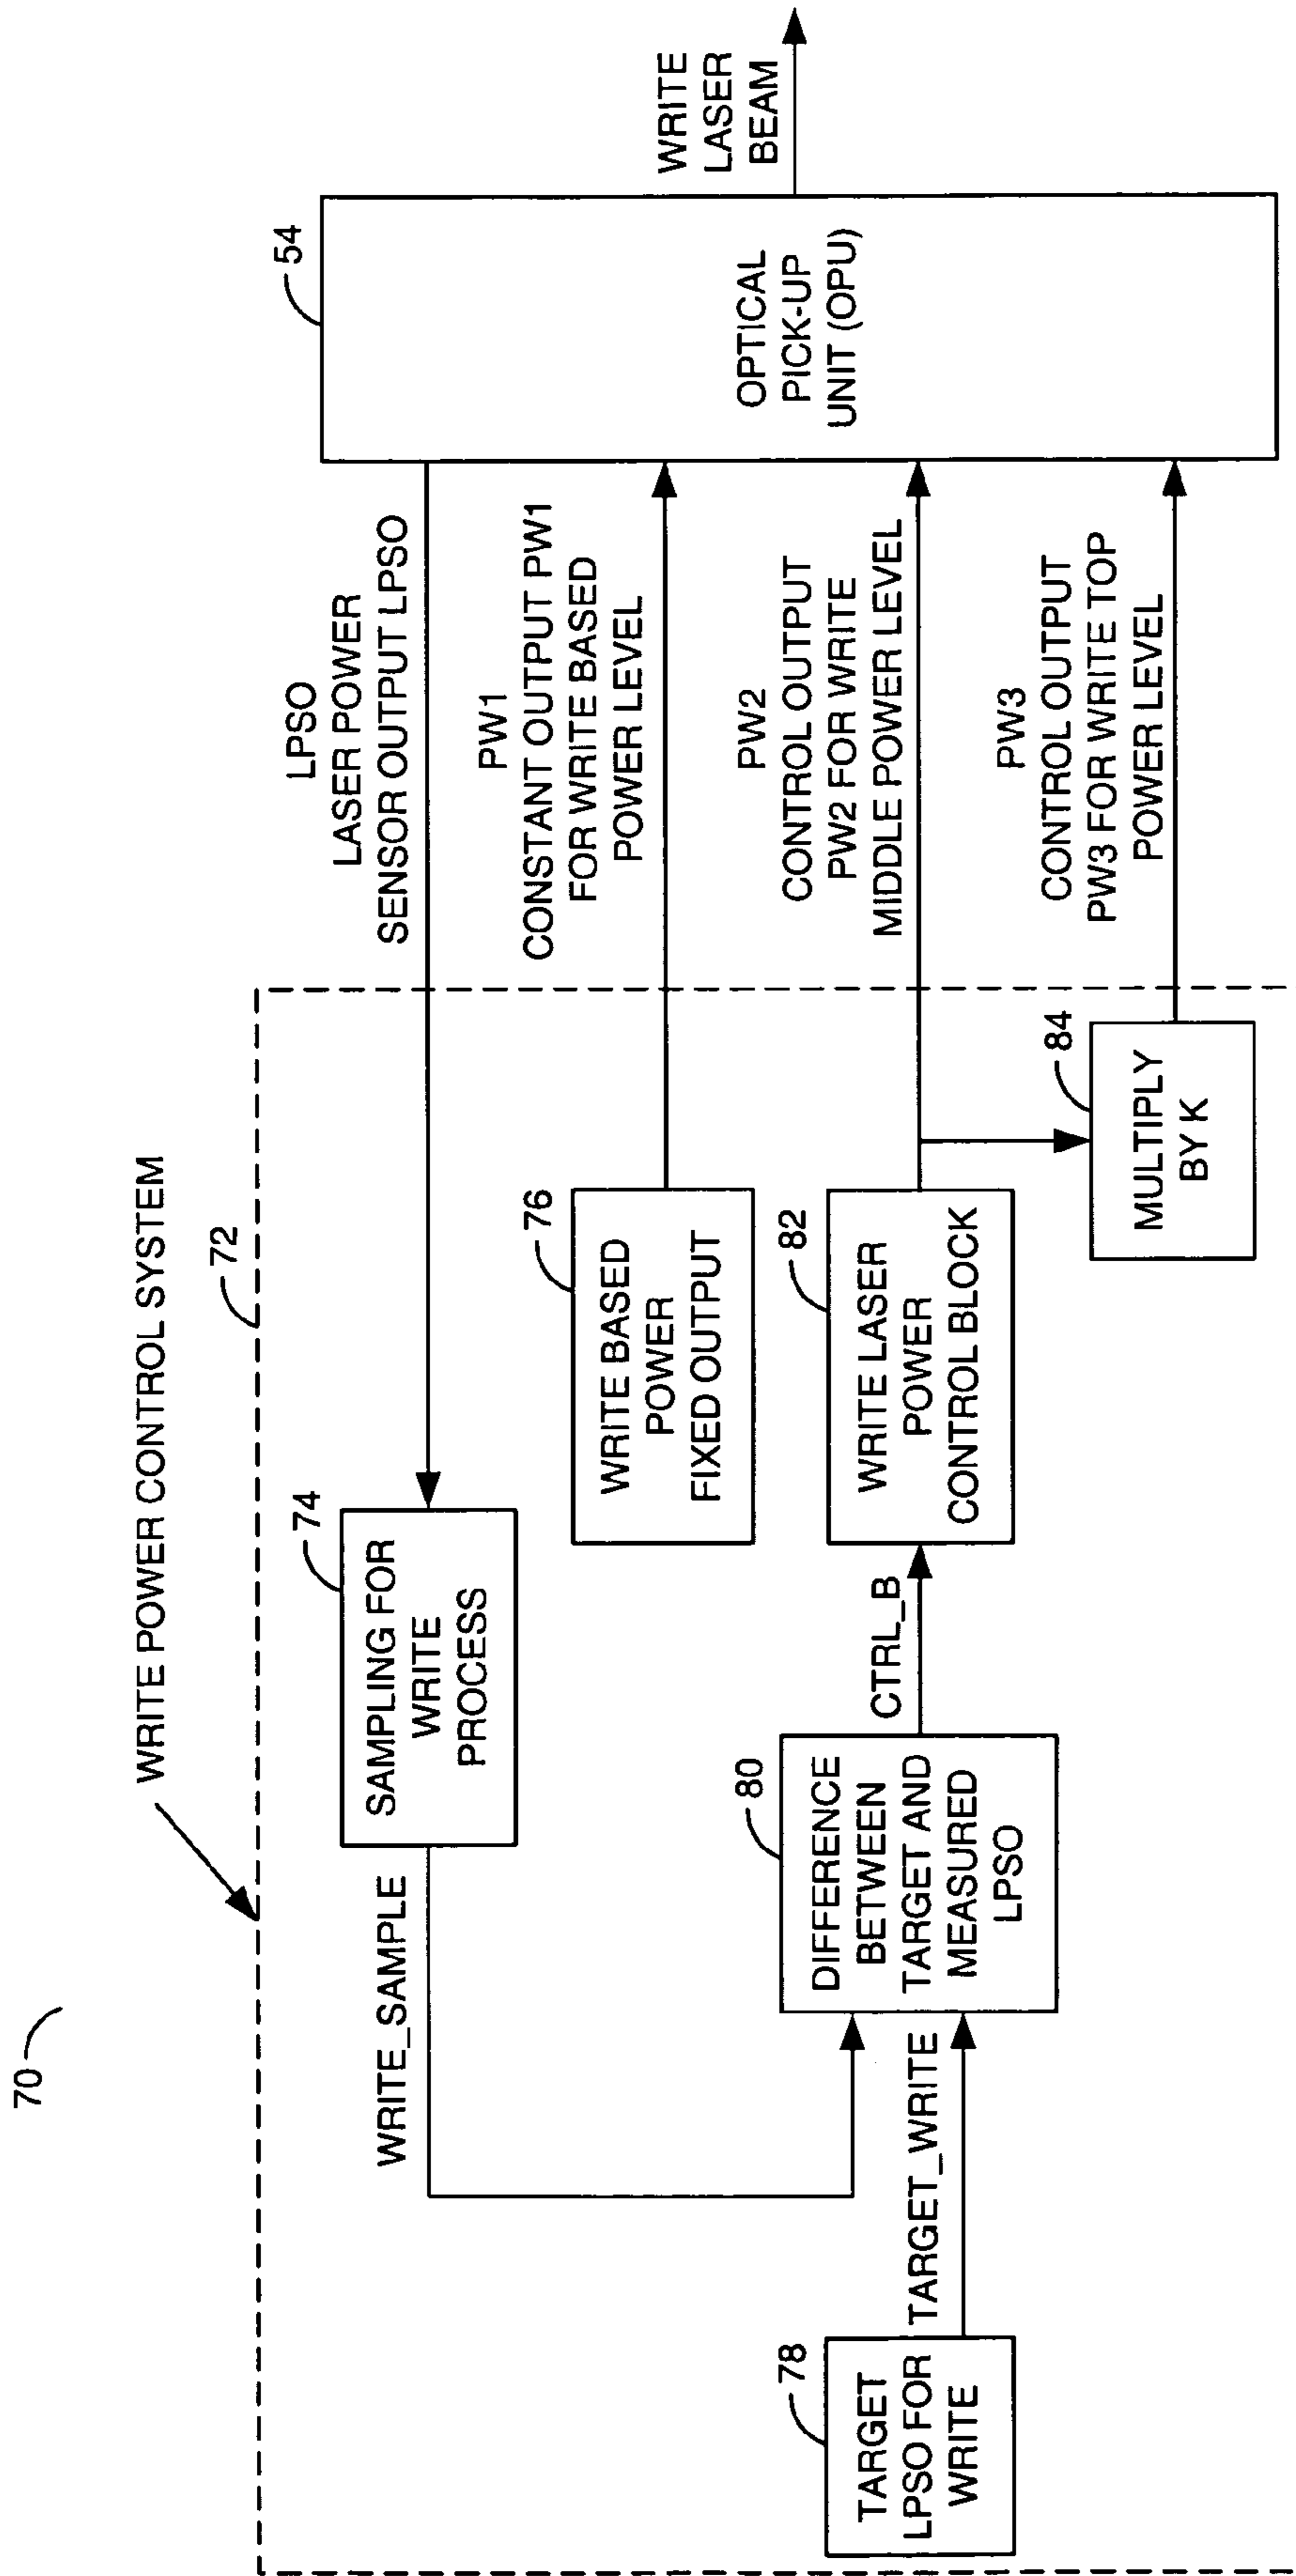 70
WRITE POWER CONTROL SYSTEM
72
74
SAMPLING FOR
WRITE
PROCESS
WRITE_SAMPLE
LPSO
LASER POWER
SENSOR OUTPUT LPSO
54
OPTICAL
PICK-UP
UNIT (OPU)
WRITE
LASER
BEAM
76
WRITE BASED
POWER
FIXED OUTPUT
PW1
CONSTANT OUTPUT PW1
FOR WRITE BASED
POWER LEVEL
78
TARGET
LPSO FOR
WRITE
TARGET_WRITE
80
DIFFERENCE
BETWEEN
TARGET AND
MEASURED
LPSO
CTRL_B
82
WRITE LASER
POWER
CONTROL BLOCK
PW2
CONTROL OUTPUT
PW2 FOR WRITE
MIDDLE POWER LEVEL
84
MULTIPLY
BY K
PW3
CONTROL OUTPUT
PW3 FOR WRITE TOP
POWER LEVEL